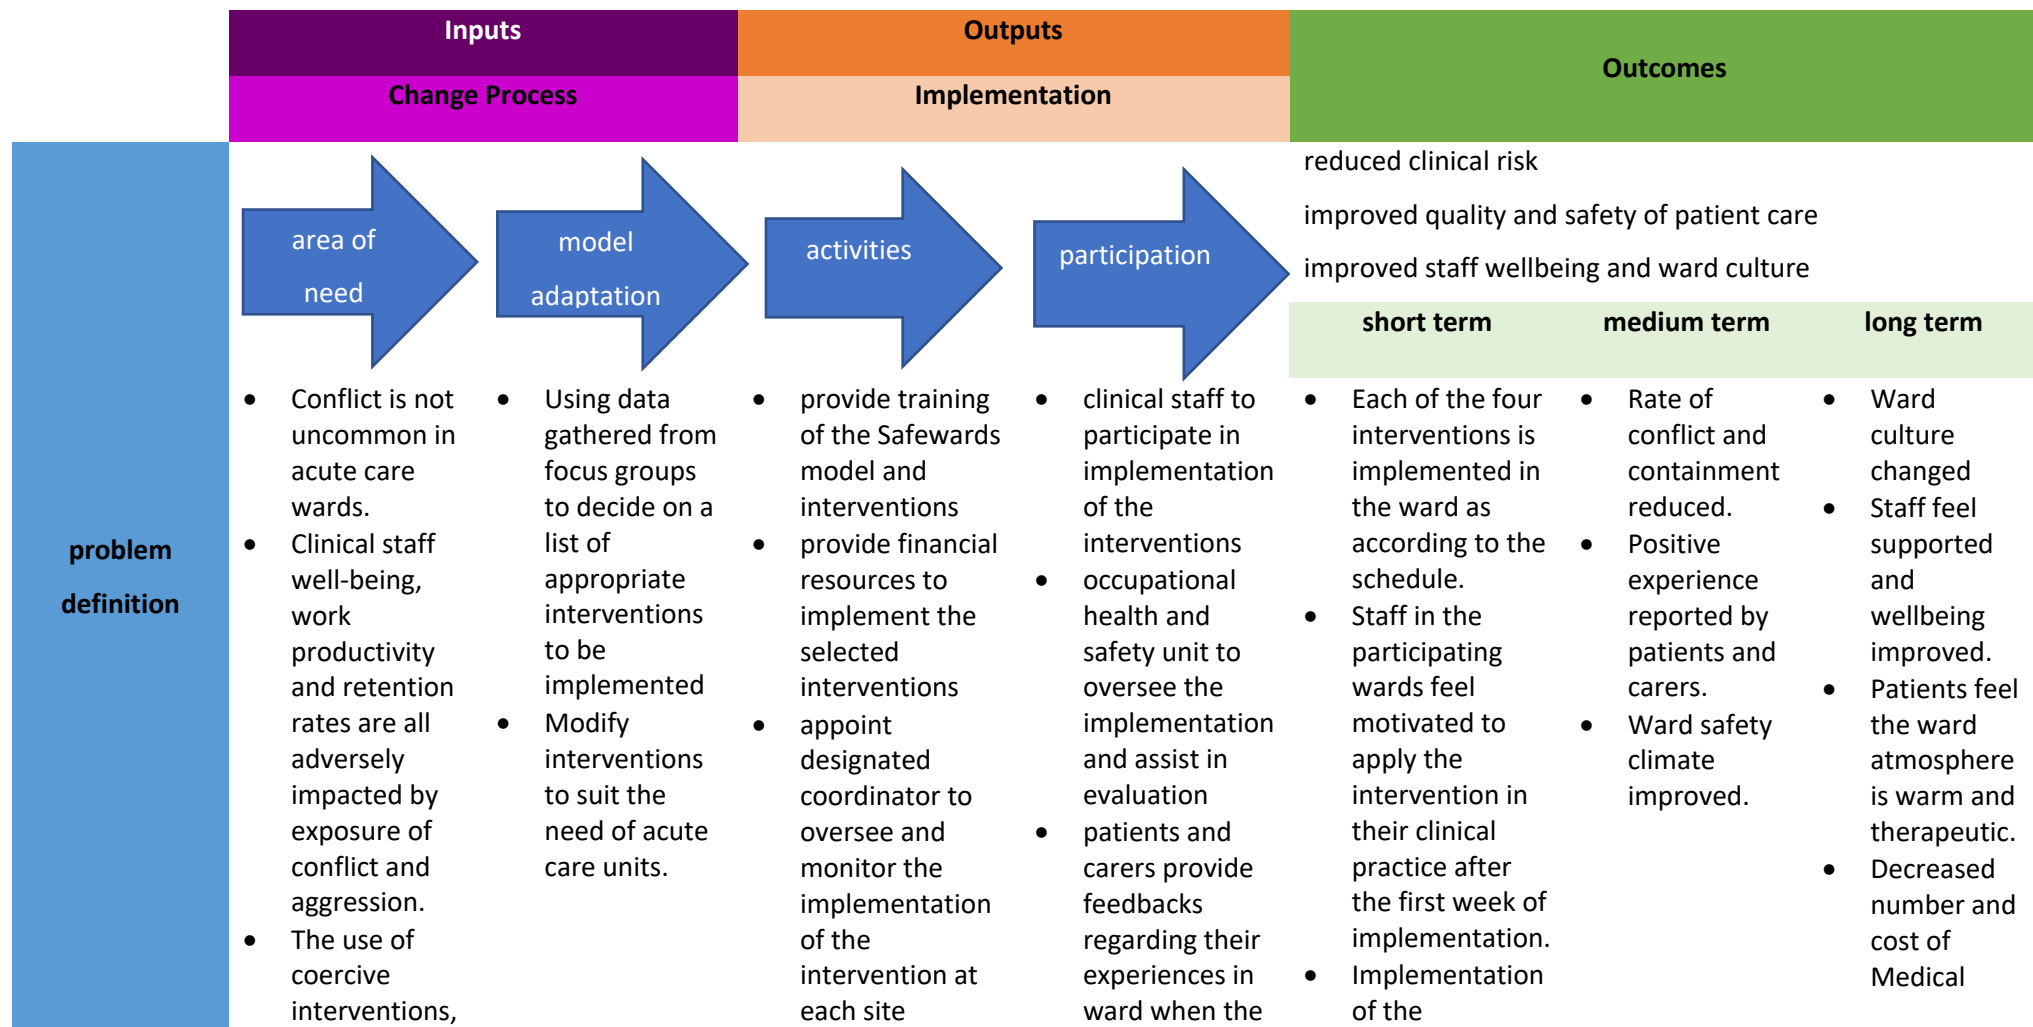 Inputs
Outputs
Outcomes
Change Process
Implementation
problem
definition
area of
need
model
adaptation
activities
participation
reduced clinical risk
improved quality and safety of patient care
improved staff wellbeing and ward culture
short term
medium term
long term
• Conflict is not
uncommon in
acute care
wards.
• Clinical staff
well-being,
work
productivity
and retention
rates are all
adversely
impacted by
exposure of
conflict and
aggression.
• The use of
coercive
interventions,
• Using data
gathered from
focus groups
to decide on a
list of
appropriate
interventions
to be
implemented
• Modify
interventions
to suit the
need of acute
care units.
• provide training
of the Safewards
model and
interventions
• provide financial
resources to
implement the
selected
interventions
• appoint
designated
coordinator to
oversee and
monitor the
implementation
of the
intervention at
each site
• clinical staff to
participate in
implementation
of the
interventions
• occupational
health and
safety unit to
oversee the
implementation
and assist in
evaluation
• patients and
carers provide
feedbacks
regarding their
experiences in
ward when the
• Each of the four
interventions is
implemented in
the ward as
according to the
schedule.
• Staff in the
participating
wards feel
motivated to
apply the
intervention in
their clinical
practice after
the first week of
implementation.
• Implementation
of the
• Rate of
conflict and
containment
reduced.
• Positive
experience
reported by
patients and
carers.
• Ward safety
climate
improved.
• Ward
culture
changed
• Staff feel
supported
and
wellbeing
improved.
• Patients feel
the ward
atmosphere
is warm and
therapeutic.
• Decreased
number and
cost of
Medical